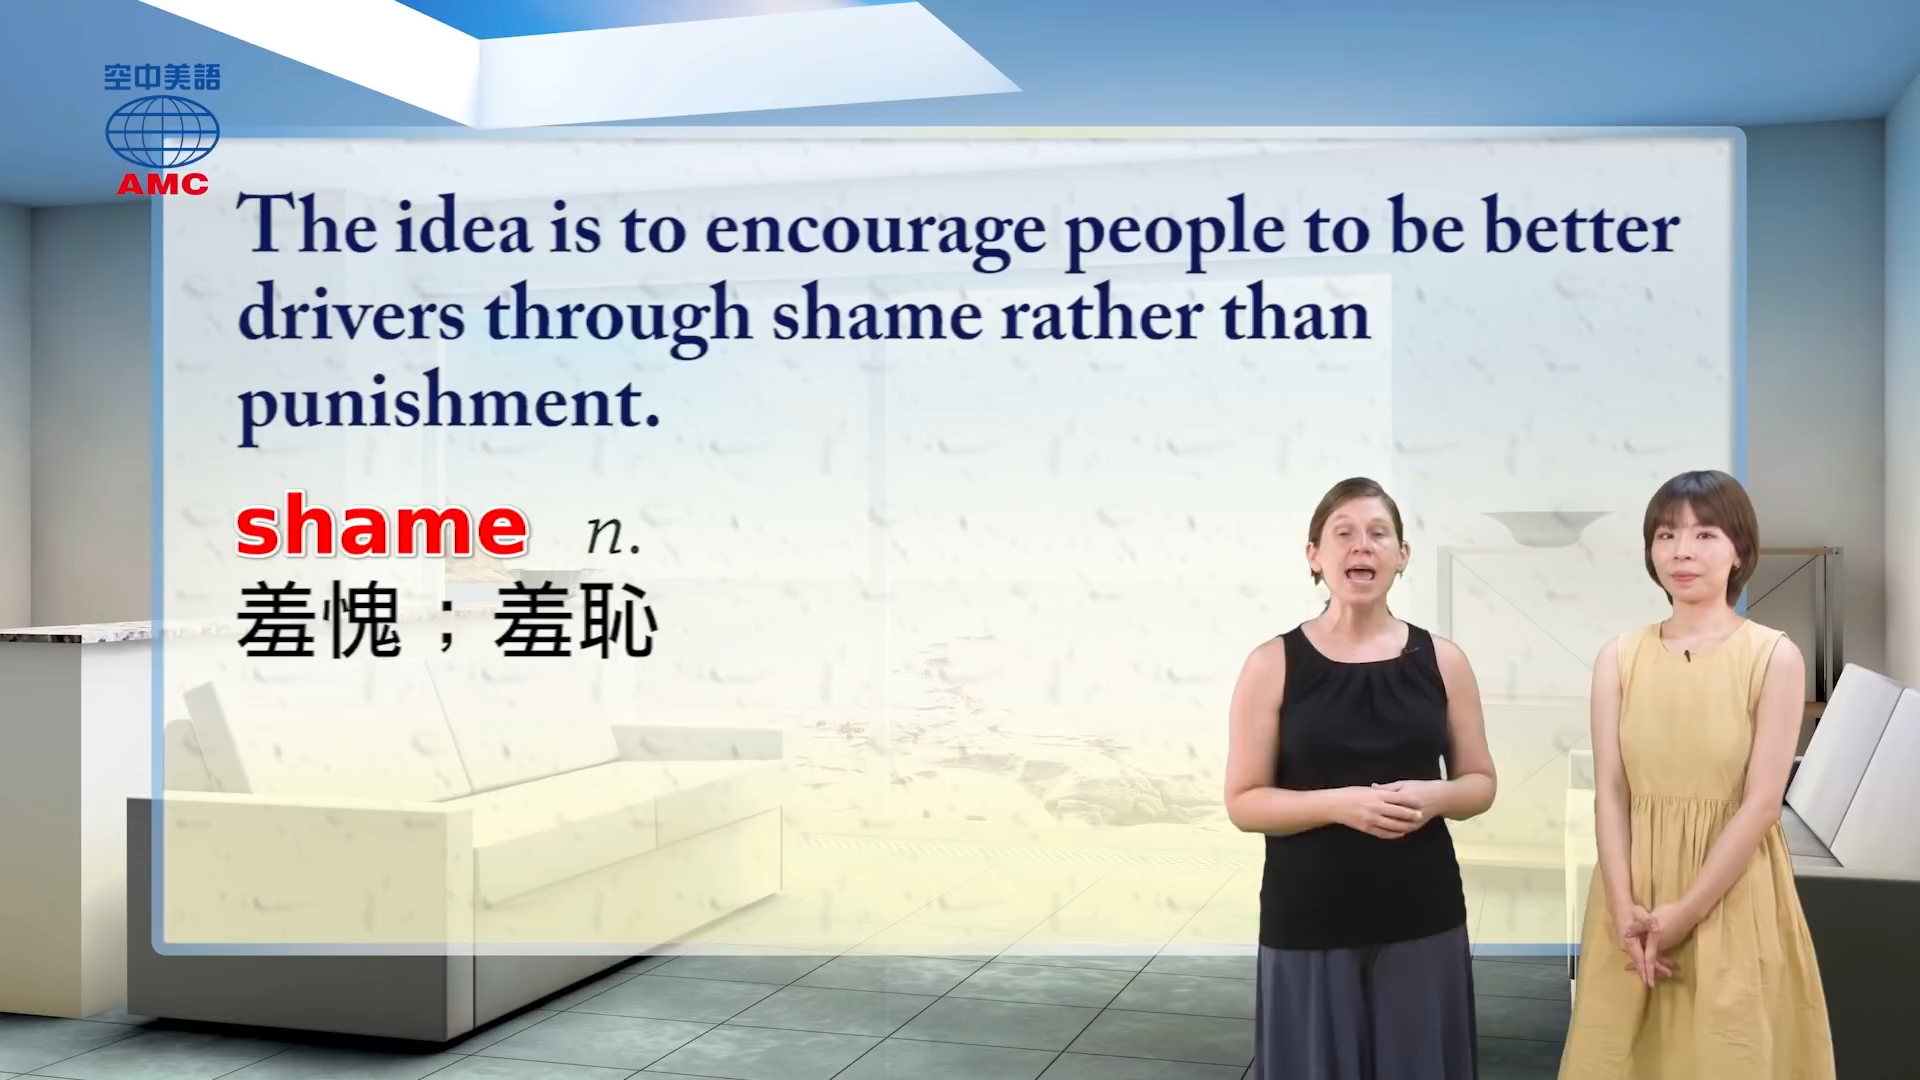 空中美語
AMC
The idea is to encourage people to be better
drivers through shame rather than
punishment.
shame n.
羞愧；羞恥